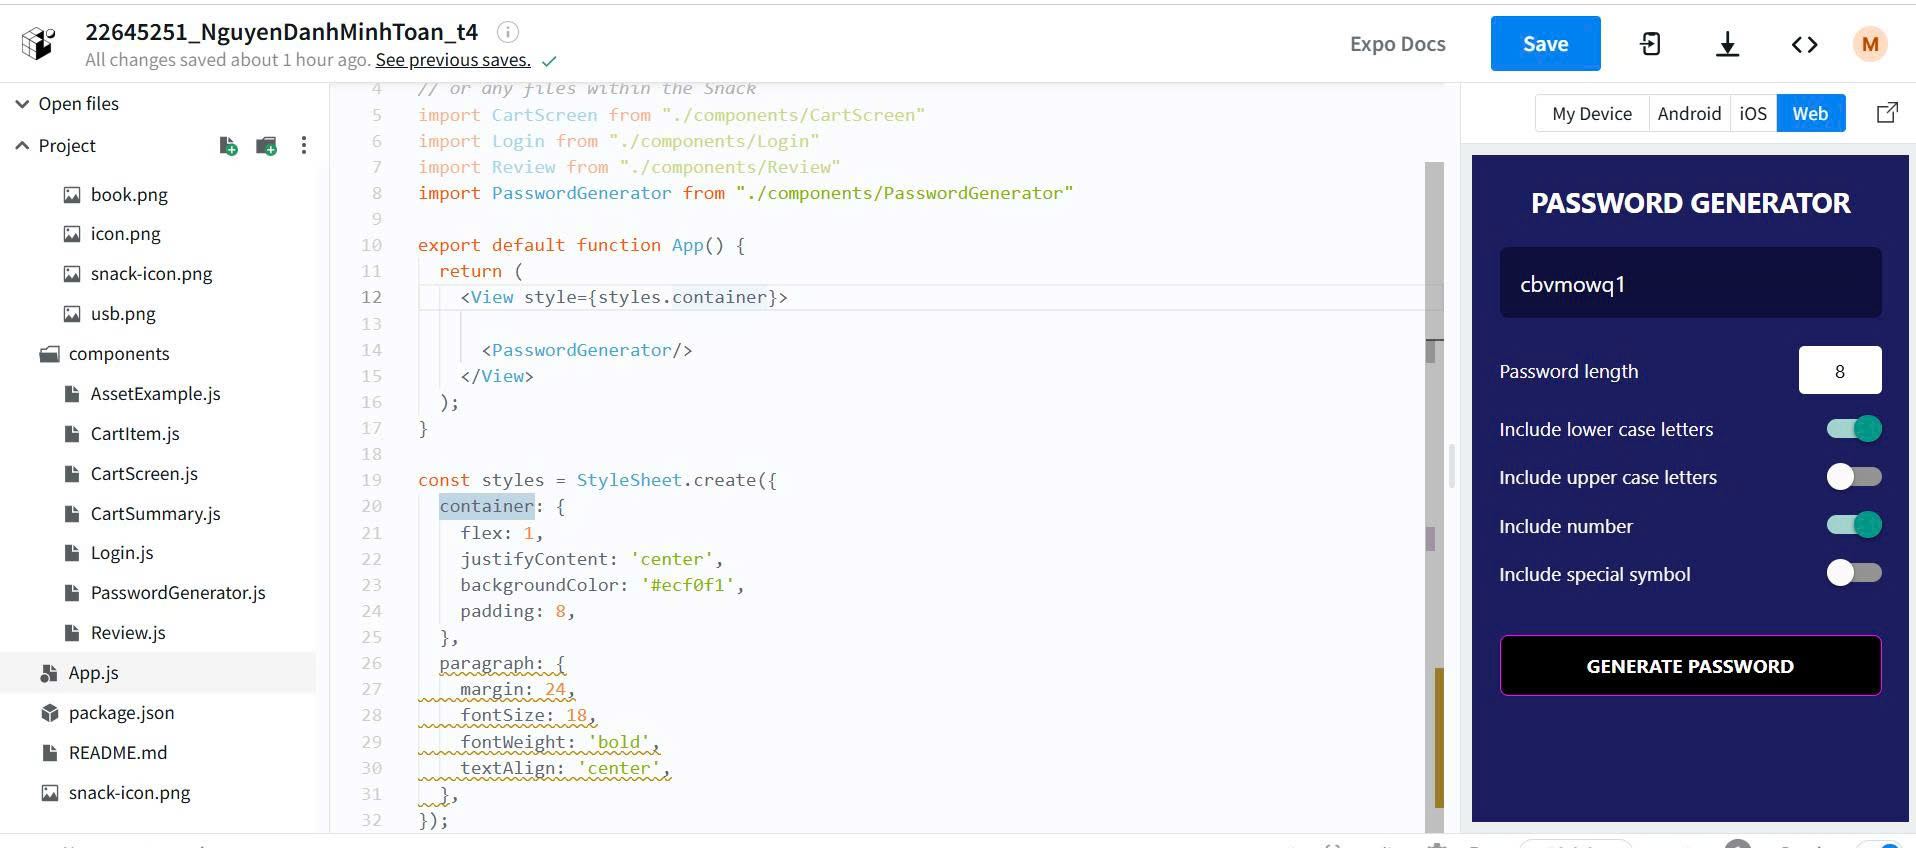 22645251_NguyenDanhMinhToan_t4
All changes saved about 1 hour ago. See previous saves.
Expo Docs
Save
M
Open files
Project
book.png
icon.png
snack-icon.png
usb.png
components
AssetExample.js
CartItem.js
CartScreen.js
CartSummary.js
Login.js
PasswordGenerator.js
Review.js
App.js
package.json
README.md
snack-icon.png
4 // or any files within the Snack
5 import CartScreen from "./components/CartScreen"
6 import Login from "./components/Login"
7 import Review from "./components/Review"
8 import PasswordGenerator from "./components/PasswordGenerator"
9
10 export default function App() {
11 return (
12 <View style={styles.container}>
13
14 <PasswordGenerator/>
15 </View>
16 );
17 }
18
19 const styles = StyleSheet.create({
20 container: {
21 flex: 1,
22 justifyContent: 'center',
23 backgroundColor: '#ecf0f1',
24 padding: 8,
25 },
26 paragraph: {
27 margin: 24,
28 fontSize: 18,
29 fontWeight: 'bold',
30 textAlign: 'center',
31 },
32 });
My Device Android iOS Web
PASSWORD GENERATOR
cbvmowq1
Password length 8
Include lower case letters
Include upper case letters
Include number
Include special symbol
GENERATE PASSWORD